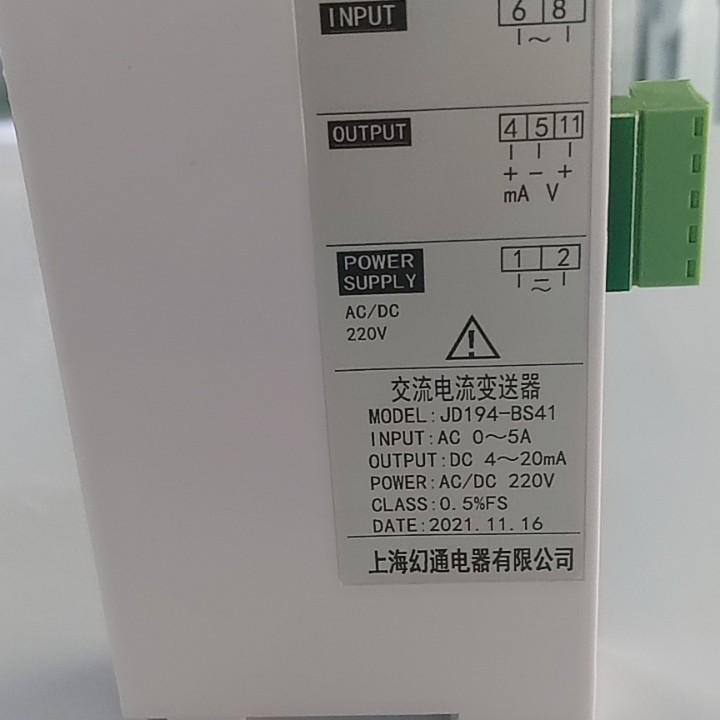 INPUT 6 8
| ~ |
OUTPUT 4 5 11
+ − +
mA V
POWER SUPPLY 1 2
AC/DC
220V
交流电流变送器
MODEL:JD194-BS41
INPUT:AC 0～5A
OUTPUT:DC 4～20mA
POWER:AC/DC 220V
CLASS:0.5%FS
DATE:2021.11.16
上海幻通电器有限公司